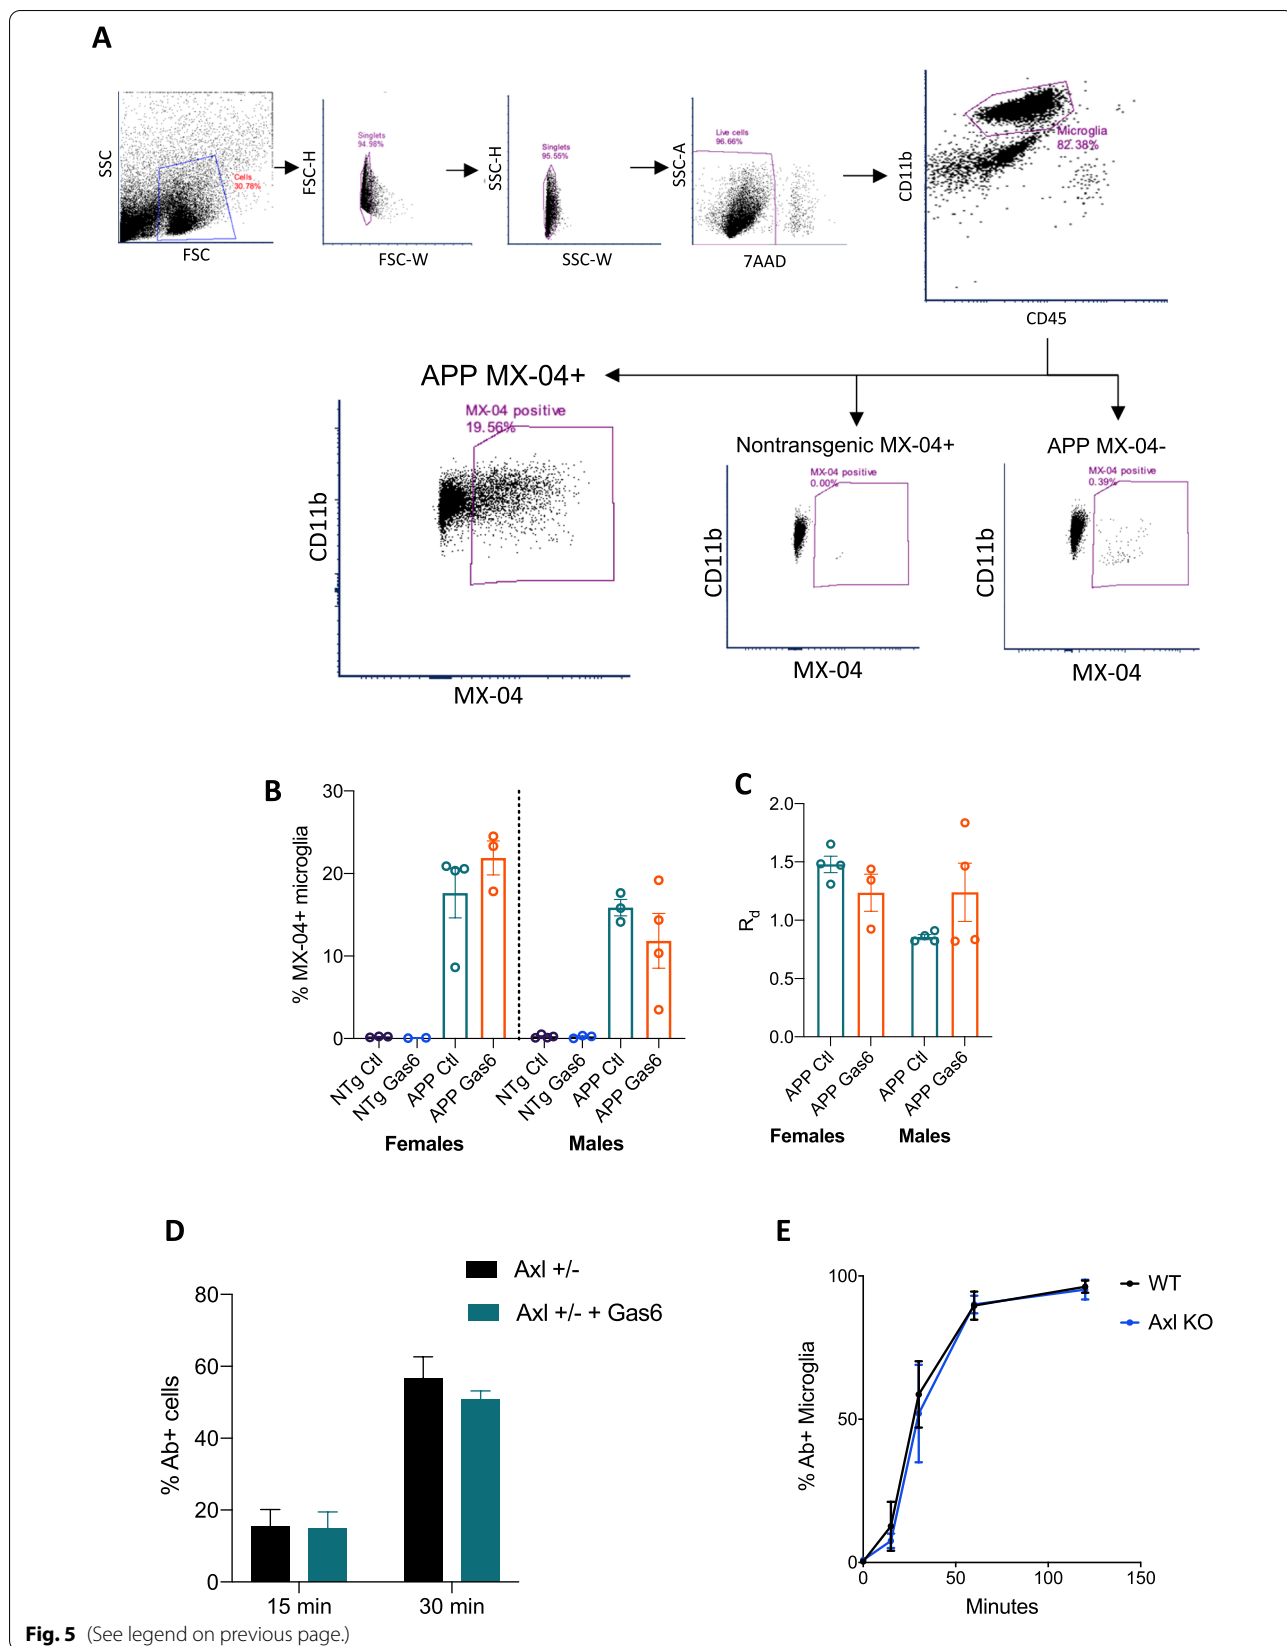 A
SSC
Cells
30.78%
FSC
FSC-H
Singlets
94.98%
FSC-W
SSC-H
Singlets
95.55%
SSC-W
SSC-A
Live cells
96.66%
7AAD
CD11b
Microglia
82.38%
CD45
APP MX-04+
MX-04 positive
19.56%
CD11b
MX-04
Nontransgenic MX-04+
MX-04 positive
0.00%
CD11b
MX-04
APP MX-04-
MX-04 positive
0.39%
CD11b
MX-04
B
% MX-04+ microglia
30
20
10
0
NTg Ctl
NTg Gas6
APP Ctl
APP Gas6
NTg Ctl
NTg Gas6
APP Ctl
APP Gas6
Females
Males
C
Rd
2.0
1.5
1.0
0.5
0.0
APP Ctl
APP Gas6
APP Ctl
APP Gas6
Females
Males
D
Axl +/-
Axl +/- + Gas6
% Ab+ cells
80
60
40
20
0
15 min
30 min
E
WT
Axl KO
% Ab+ Microglia
100
50
0
0
50
100
150
Minutes
Fig. 5 (See legend on previous page.)